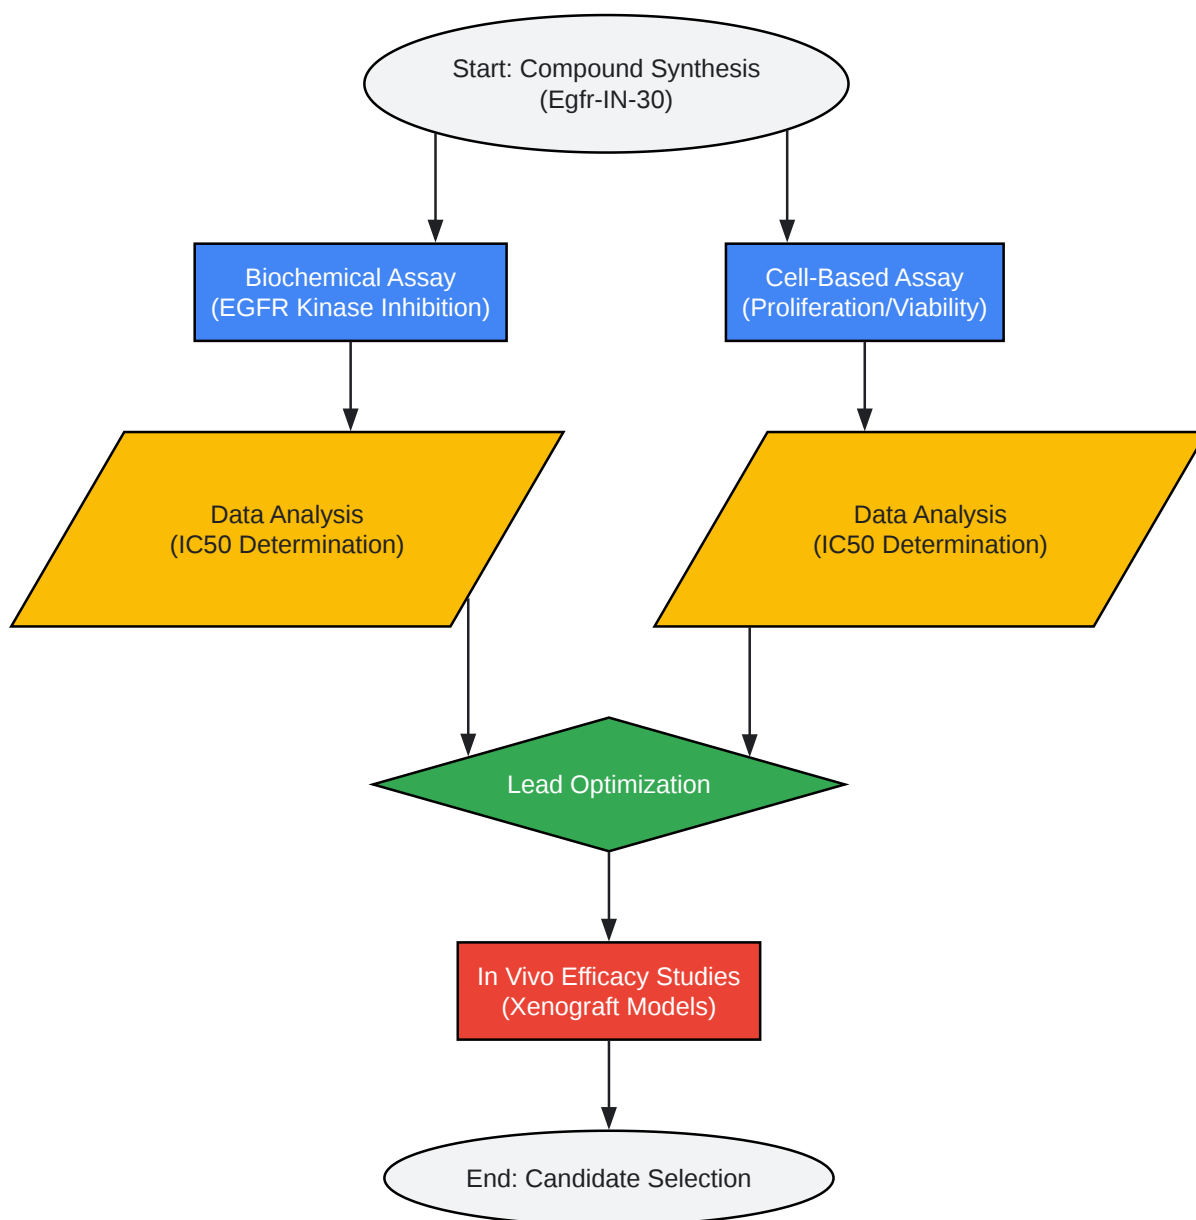 Start: Compound Synthesis
(Egfr-IN-30)
Biochemical Assay
(EGFR Kinase Inhibition)
Cell-Based Assay
(Proliferation/Viability)
Data Analysis
(IC50 Determination)
Data Analysis
(IC50 Determination)
Lead Optimization
In Vivo Efficacy Studies
(Xenograft Models)
End: Candidate Selection